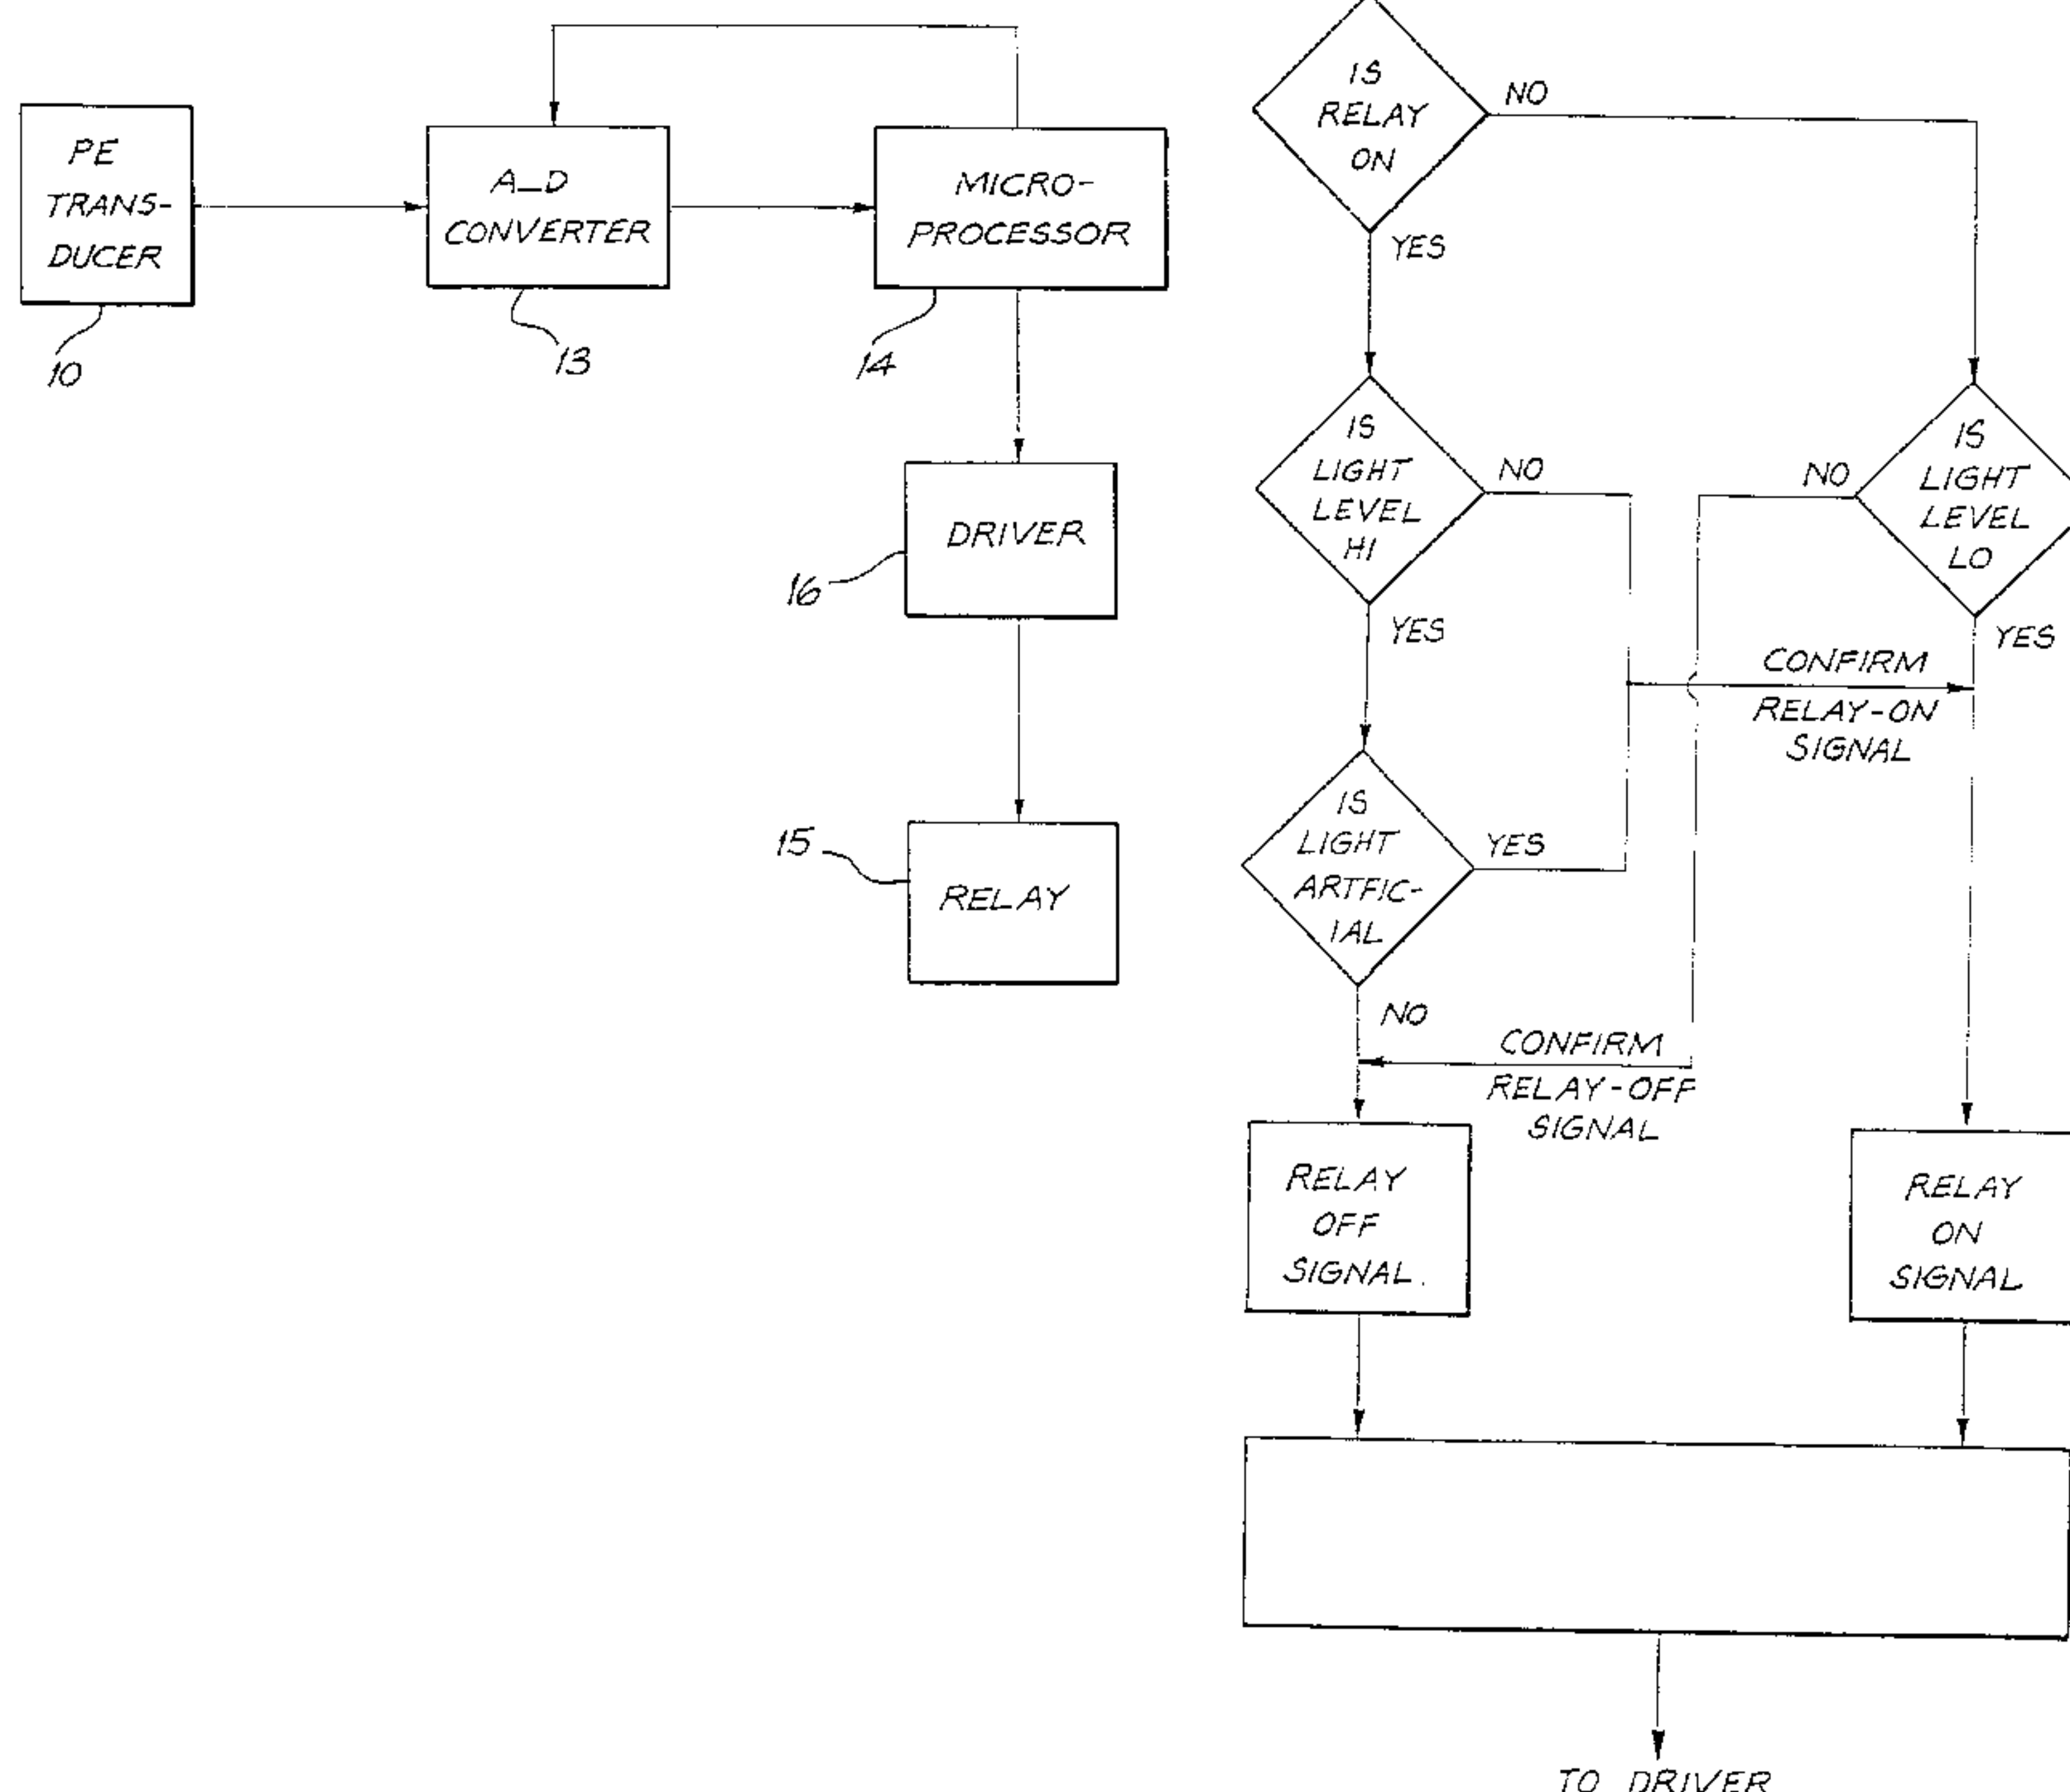 PE
TRANS-
DUCER
10
A-D
CONVERTER
13
MICRO-
PROCESSOR
14
DRIVER
16
RELAY
15
IS
RELAY
ON
NO
YES
IS
LIGHT
LEVEL
HI
NO
YES
IS
LIGHT
LEVEL
LO
NO
YES
CONFIRM
RELAY-ON
SIGNAL
IS
LIGHT
ARTFIC-
IAL
YES
NO
CONFIRM
RELAY-OFF
SIGNAL
RELAY
OFF
SIGNAL.
RELAY
ON
SIGNAL
TO DRIVER